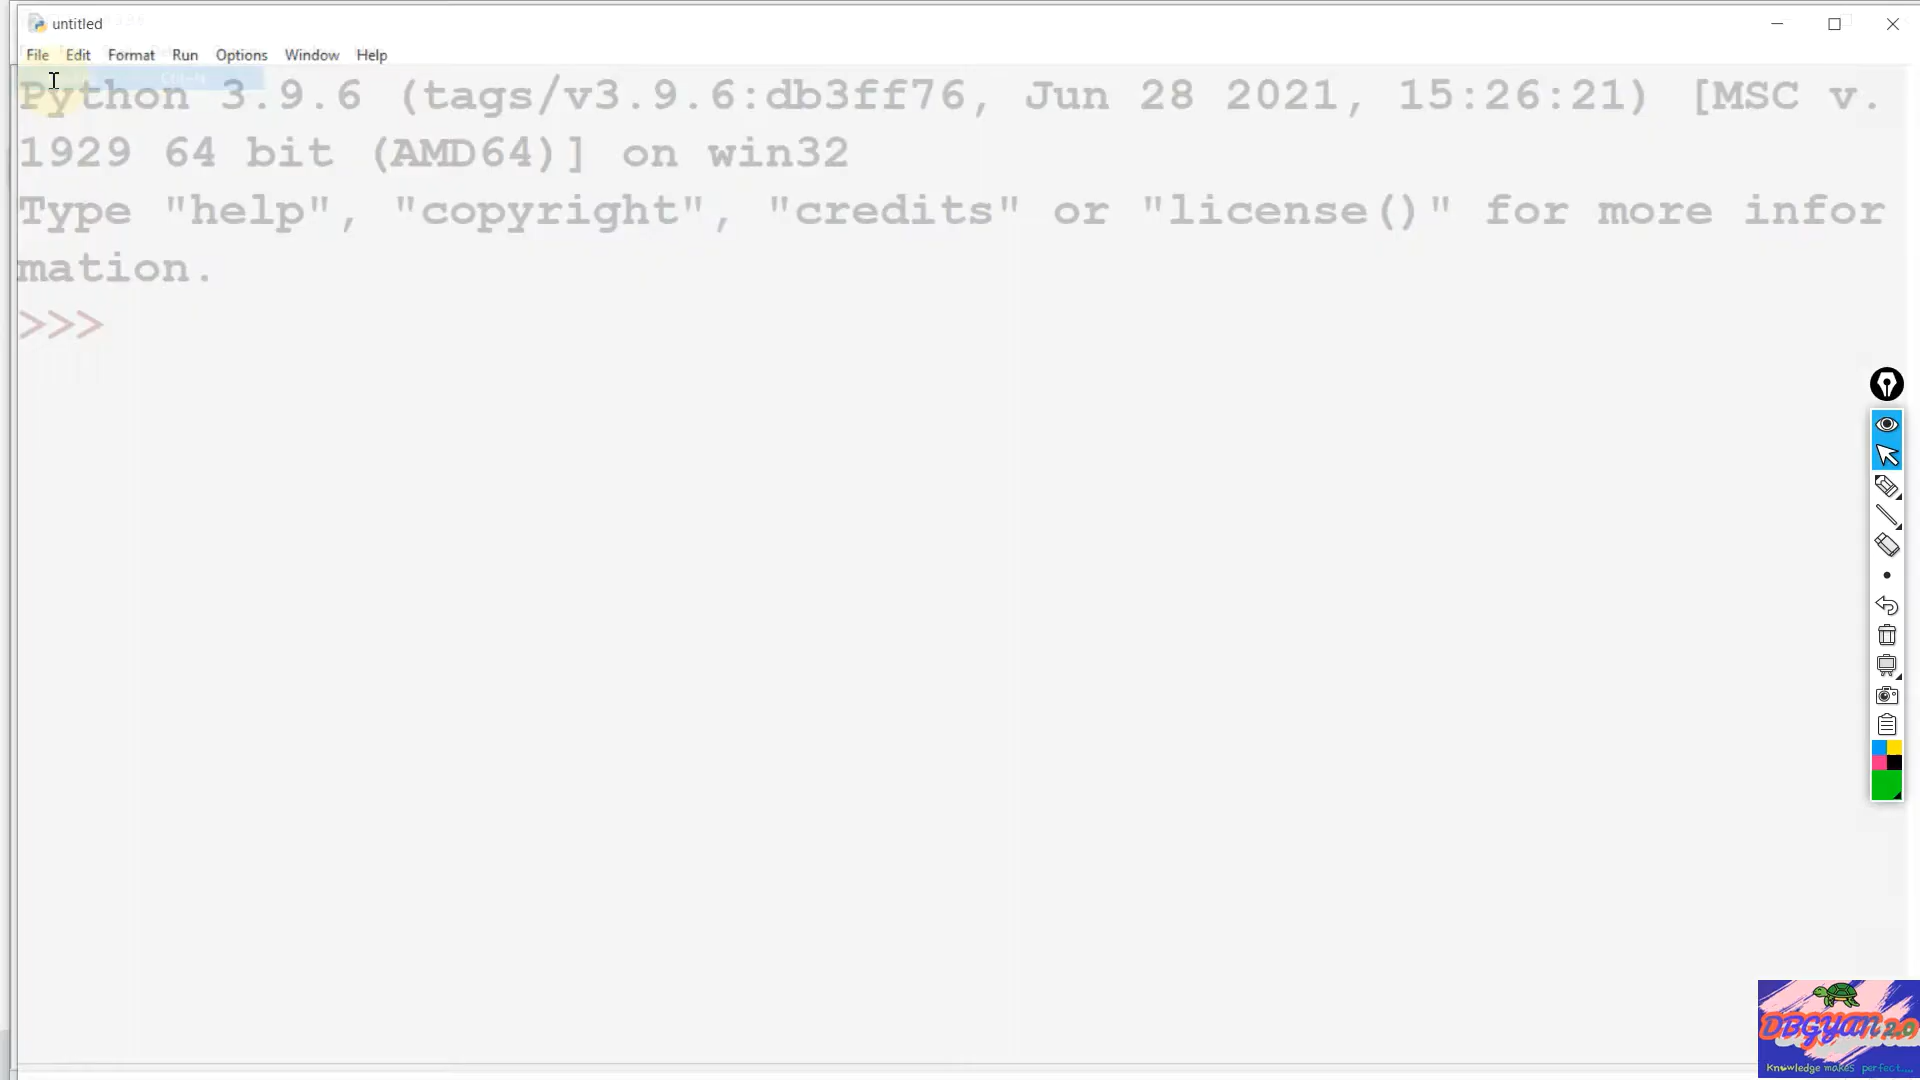 untitled
File Edit Format Run Options Window Help
Python 3.9.6 (tags/v3.9.6:db3ff76, Jun 28 2021, 15:26:21) [MSC v.
1929 64 bit (AMD64)] on win32
Type "help", "copyright", "credits" or "license()" for more infor
mation.
>>>
DBGYAN 2.0
Knowledge makes perfect....